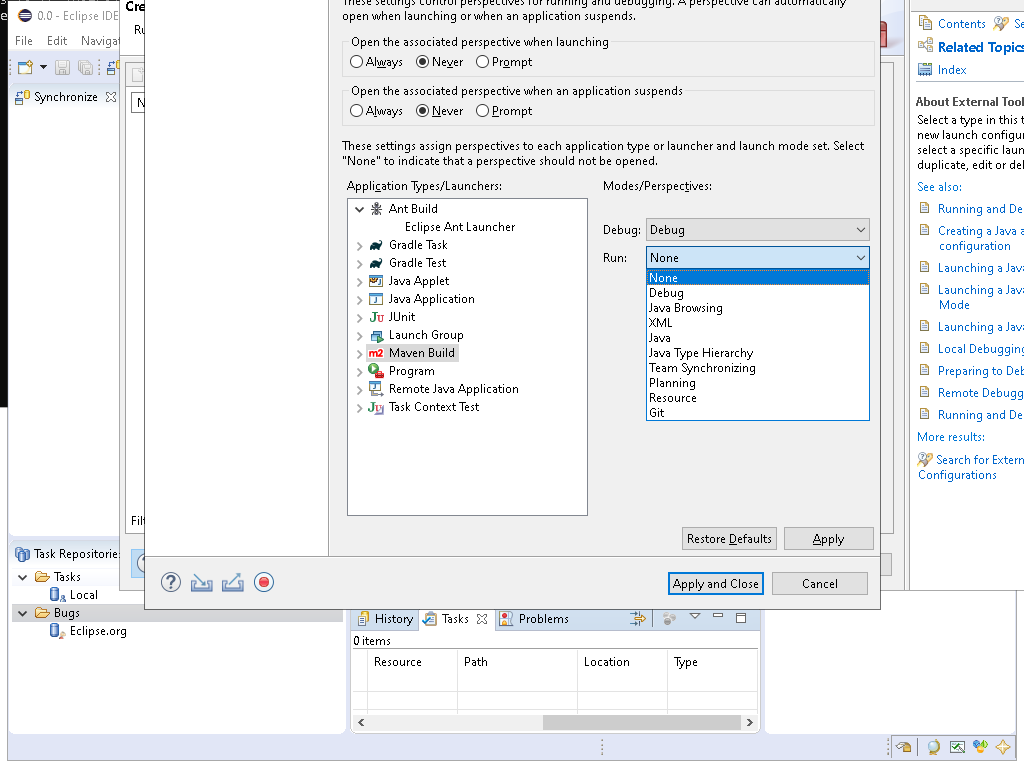 0.0 - Eclipse IDE
File Edit Navigat
Synchronize
Cre
Ru
N
Filt
These settings control perspectives for running and debugging. A perspective can automatically
open when launching or when an application suspends.
Open the associated perspective when launching
Always Never Prompt
Open the associated perspective when an application suspends
Always Never Prompt
These settings assign perspectives to each application type or launcher and launch mode set. Select
"None" to indicate that a perspective should not be opened.
Application Types/Launchers:
Ant Build
Eclipse Ant Launcher
Gradle Task
Gradle Test
Java Applet
Java Application
JUnit
Launch Group
Maven Build
Program
Remote Java Application
Task Context Test
Modes/Perspectives:
Debug: Debug
Run: None
None
Debug
Java Browsing
XML
Java
Java Type Hierarchy
Team Synchronizing
Planning
Resource
Git
Restore Defaults Apply
Apply and Close Cancel
Contents Se
Related Topics
Index
About External Tool
Select a type in this t
new launch configur
select a specific laun
duplicate, edit or del
See also:
Running and De
Creating a Java a
configuration
Launching a Java
Launching a Java
Mode
Launching a Java
Local Debugging
Preparing to Deb
Remote Debugg
Running and De
More results:
Search for Extern
Configurations
Task Repositorie
Tasks
Local
Bugs
Eclipse.org
History Tasks Problems
0 items
Resource Path Location Type